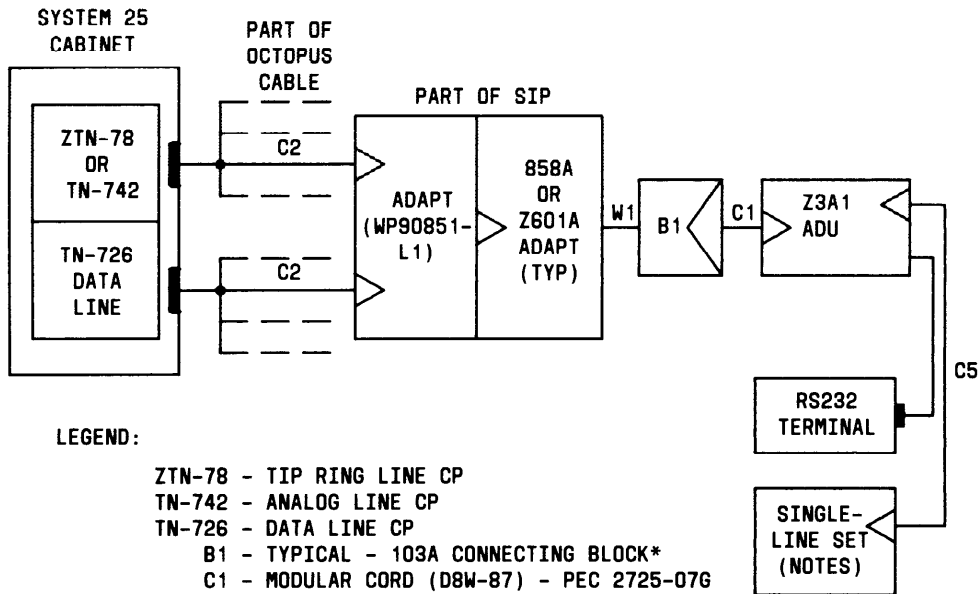 SYSTEM 25
CABINET
PART OF
OCTOPUS
CABLE
PART OF SIP
ZTN-78
OR
TN-742
TN-726
DATA
LINE
C2
C2
ADAPT
(WP90851-
L1)
858A
OR
Z601A
ADAPT
(TYP)
W1
B1
C1
Z3A1
ADU
C5
RS232
TERMINAL
SINGLE-
LINE SET
(NOTES)
LEGEND:
ZTN-78 - TIP RING LINE CP
TN-742 - ANALOG LINE CP
TN-726 - DATA LINE CP
B1 - TYPICAL - 103A CONNECTING BLOCK*
C1 - MODULAR CORD (D8W-87) - PEC 2725-07G